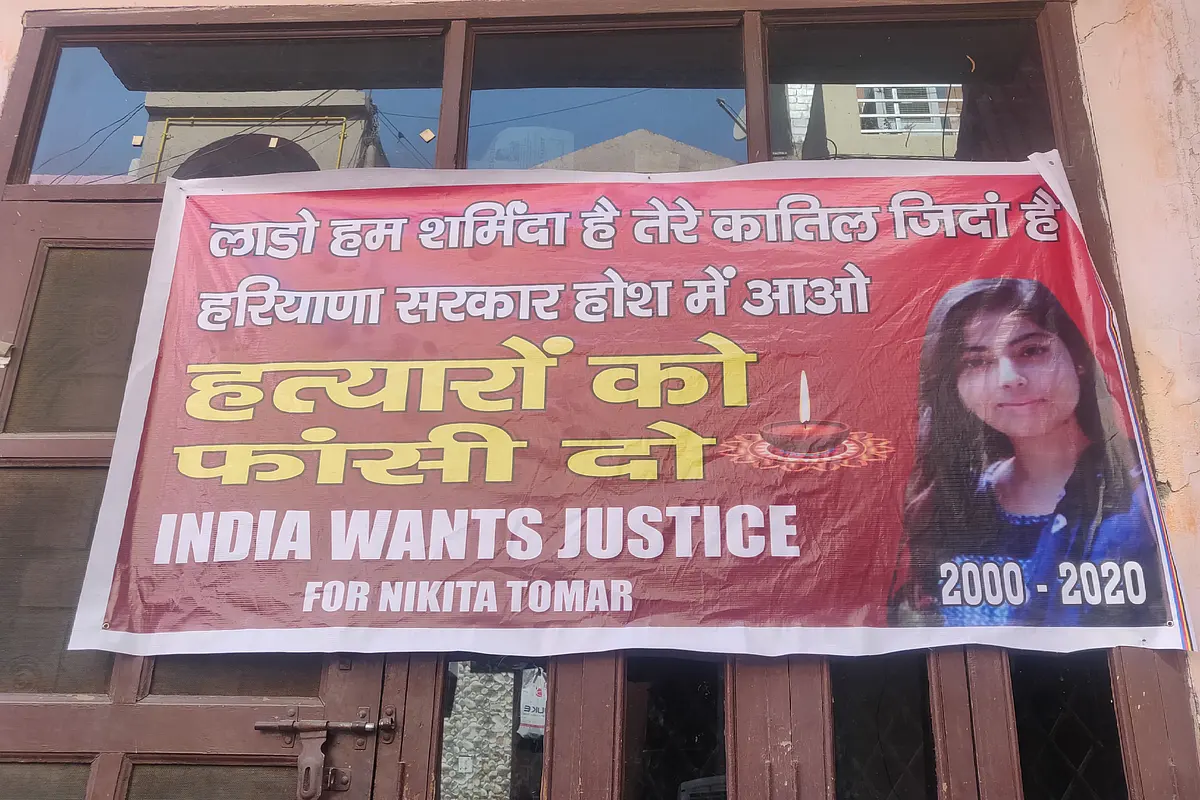 लाडो हम शर्मिंदा है तेरे कातिल जिदां है
हरियाणा सरकार होश में आओ
हत्यारों को
फांसी दो
INDIA WANTS JUSTICE
FOR NIKITA TOMAR
2000 - 2020